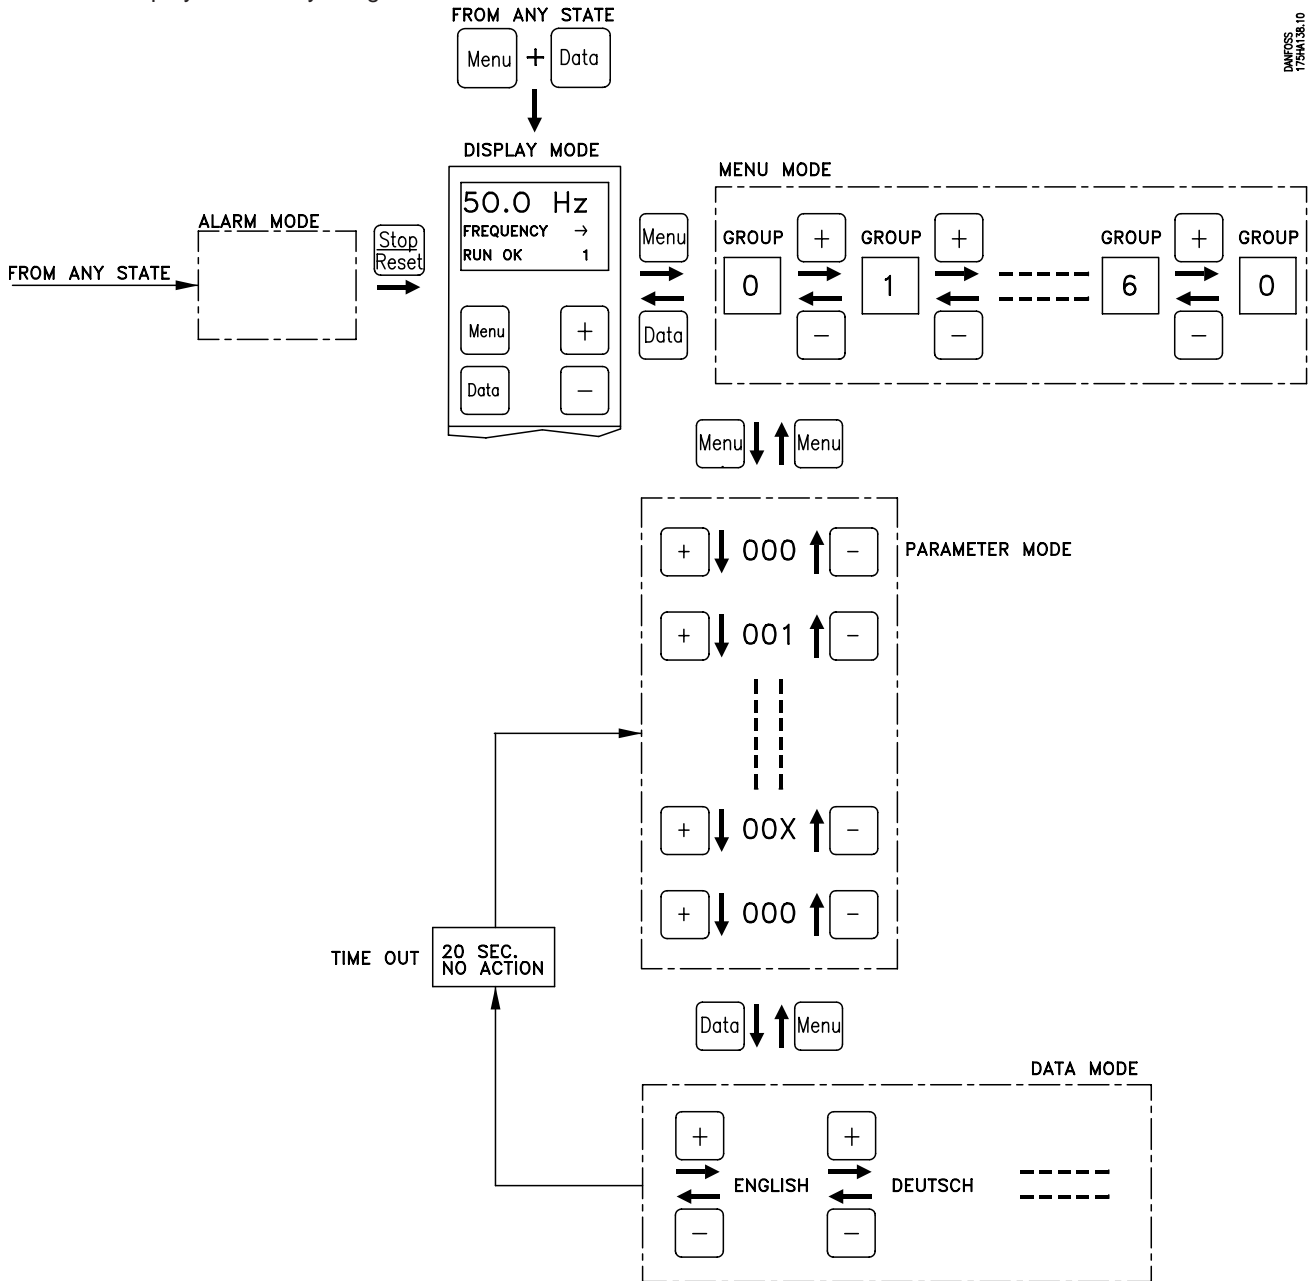 FROM ANY STATE
DANFOSS
175HA138.10
Menu + Data
DISPLAY MODE
MENU MODE
50.0 Hz
FREQUENCY →
RUN OK 1
ALARM MODE
Stop
Reset
FROM ANY STATE
Menu
Data
GROUP + GROUP + GROUP + GROUP
0 1 6 0
− − −
Menu +
Data −
Menu Menu
PARAMETER MODE
+ 000 −
+ 001 −
+ 00X −
+ 000 −
TIME OUT
20 SEC.
NO ACTION
Data Menu
DATA MODE
+ +
ENGLISH DEUTSCH
− −